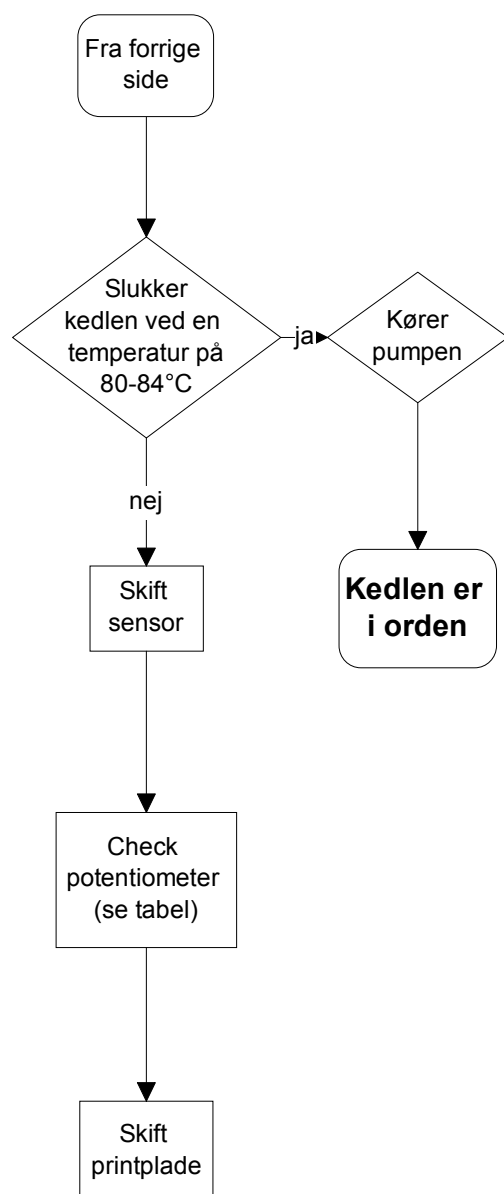 Fra forrige
side
Slukker
kedlen ved en
temperatur på
80-84°C
ja
Kører
pumpen
nej
Skift
sensor
Kedlen er
i orden
Check
potentiometer
(se tabel)
Skift
printplade